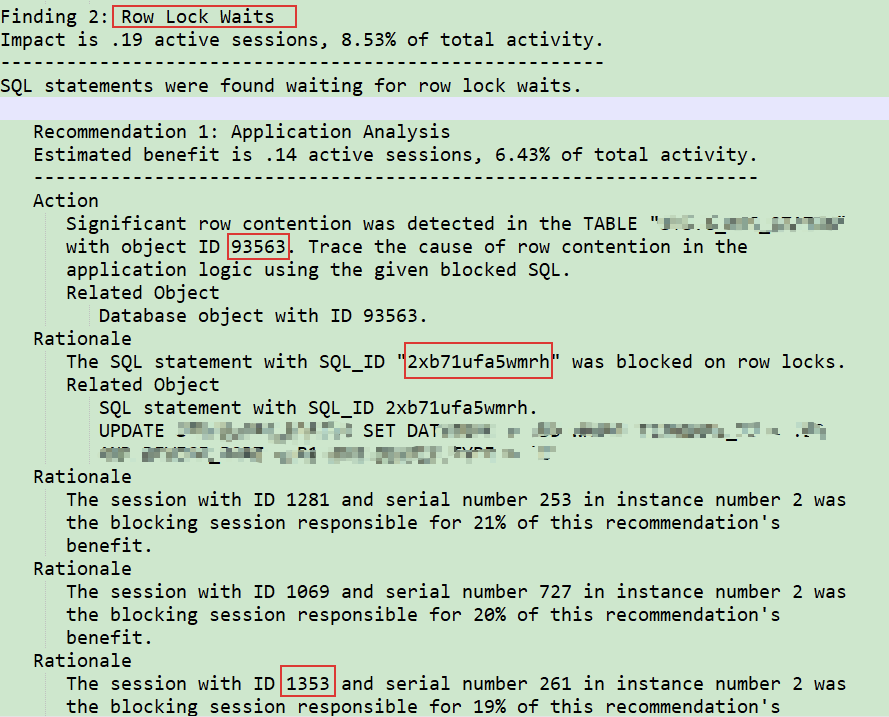 Finding 2: Row Lock Waits
Impact is .19 active sessions, 8.53% of total activity.
-------------------------------------------------------
SQL statements were found waiting for row lock waits.
Recommendation 1: Application Analysis
Estimated benefit is .14 active sessions, 6.43% of total activity.
------------------------------------------------------------------
Action
Significant row contention was detected in the TABLE "
with object ID 93563. Trace the cause of row contention in the
application logic using the given blocked SQL.
Related Object
Database object with ID 93563.
Rationale
The SQL statement with SQL_ID "2xb71ufa5wmrh" was blocked on row locks.
Related Object
SQL statement with SQL_ID 2xb71ufa5wmrh.
UPDATE SET
Rationale
The session with ID 1281 and serial number 253 in instance number 2 was
the blocking session responsible for 21% of this recommendation's
benefit.
Rationale
The session with ID 1069 and serial number 727 in instance number 2 was
the blocking session responsible for 20% of this recommendation's
benefit.
Rationale
The session with ID 1353 and serial number 261 in instance number 2 was
the blocking session responsible for 19% of this recommendation's